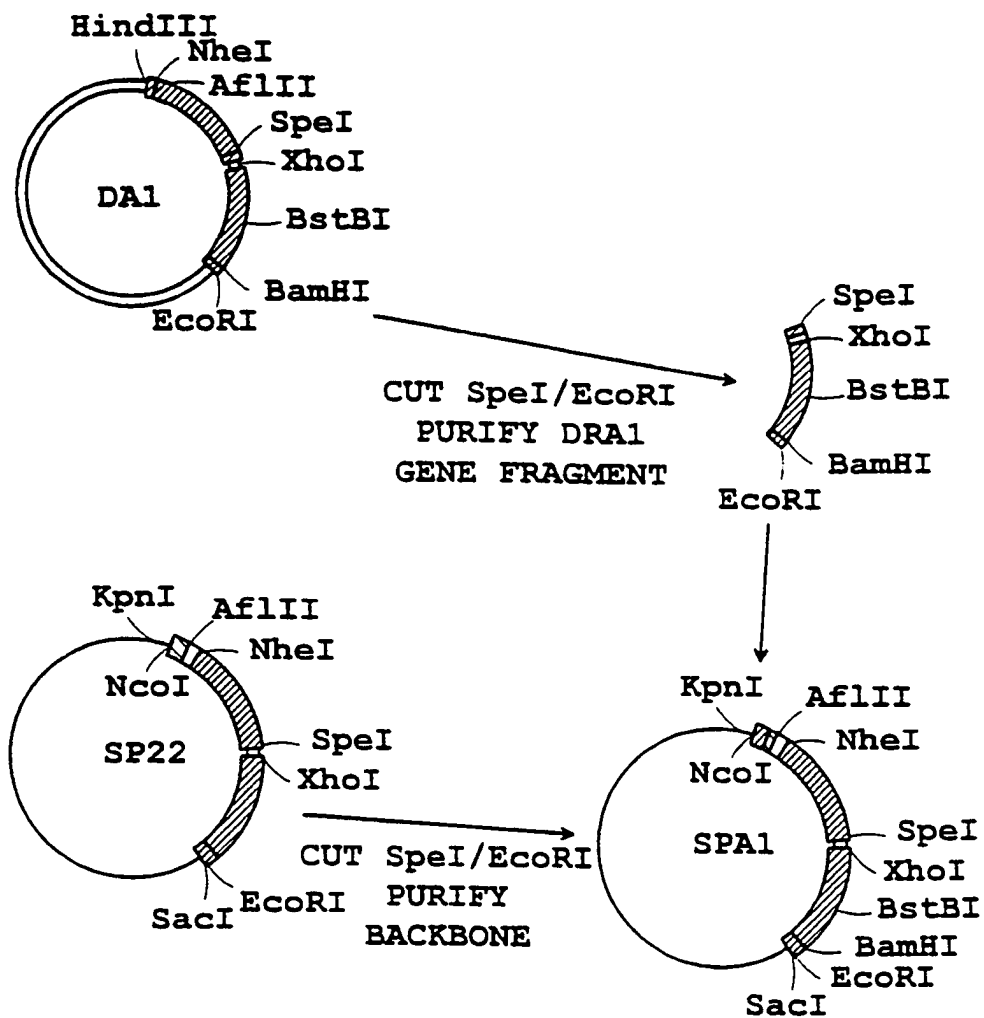 HindIII
NheI
AflII
SpeI
XhoI
DA1
BstBI
BamHI
EcoRI
CUT SpeI/EcoRI
PURIFY DRA1
GENE FRAGMENT
SpeI
XhoI
BstBI
BamHI
EcoRI
KpnI
AflII
NheI
NcoI
SP22
SpeI
XhoI
EcoRI
SacI
CUT SpeI/EcoRI
PURIFY
BACKBONE
KpnI
AflII
NheI
NcoI
SPA1
SpeI
XhoI
BstBI
BamHI
EcoRI
SacI